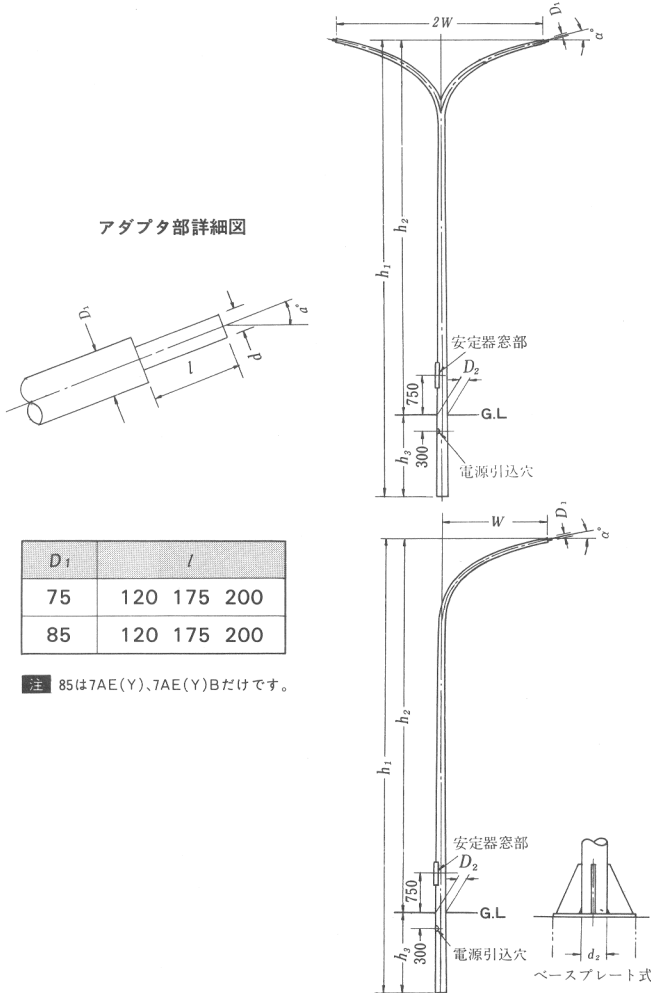 2W
D1
α°
h2
h1
アダプタ部詳細図
D1
a°
d
l
安定器窓部
D2
750
G.L
h3
300
電源引込穴
W
D1
α°
D1 l
75 120 175 200
85 120 175 200
注 85は7AE(Y)、7AE(Y)Bだけです。
h2
h1
安定器窓部
D2
750
G.L
h3
300
電源引込穴
d2
ベースプレート式